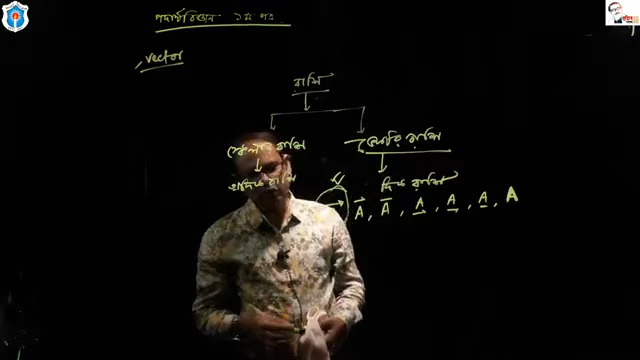 পদার্থবিজ্ঞান ১ম পত্র
vector
রাশি
স্কেলার রাশি ভেক্টর রাশি
অদিক রাশি দিক রাশি
A⃗, A̅, A, A, A̲, A